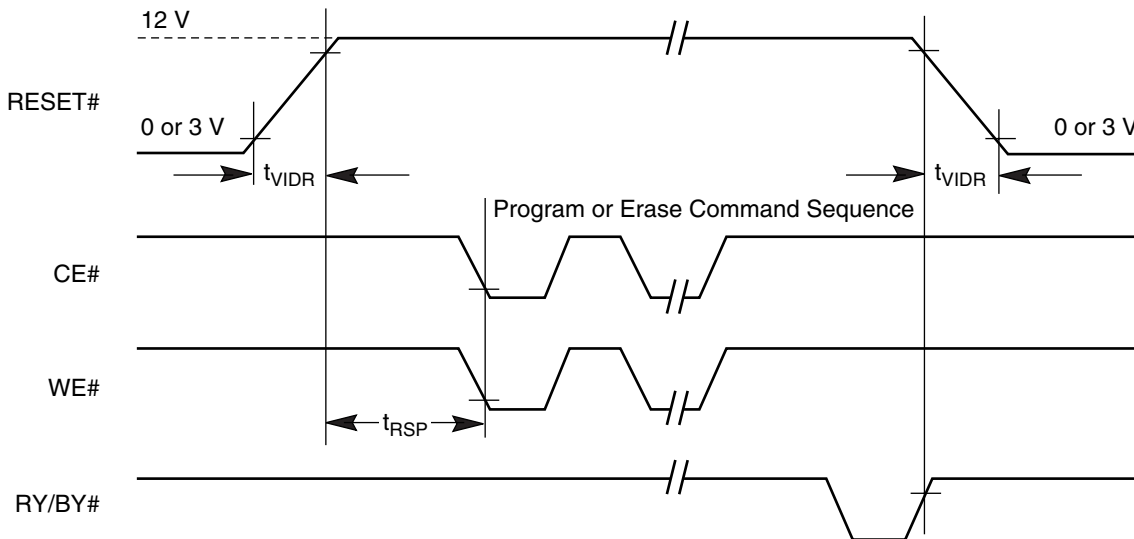 12 V
RESET#
0 or 3 V
0 or 3 V
tVIDR
tVIDR
Program or Erase Command Sequence
CE#
WE#
tRSP
RY/BY#